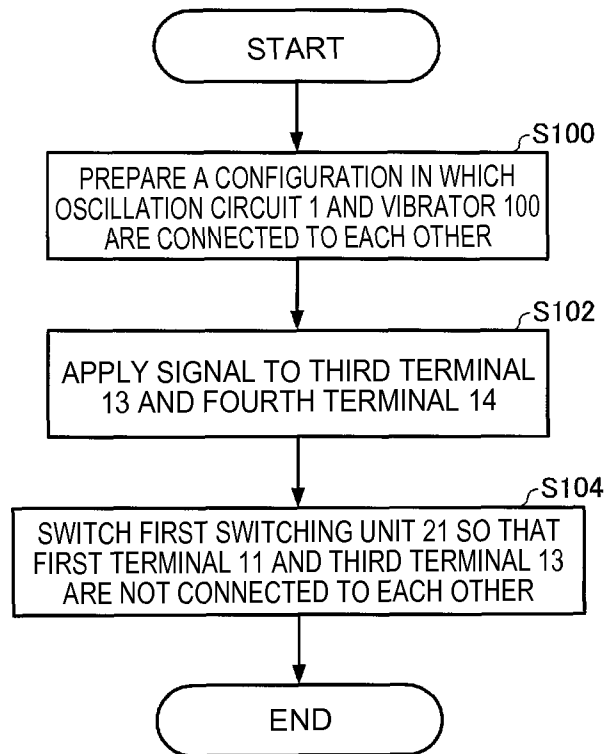 START
S100
PREPARE A CONFIGURATION IN WHICH
OSCILLATION CIRCUIT 1 AND VIBRATOR 100
ARE CONNECTED TO EACH OTHER
S102
APPLY SIGNAL TO THIRD TERMINAL
13 AND FOURTH TERMINAL 14
S104
SWITCH FIRST SWITCHING UNIT 21 SO THAT
FIRST TERMINAL 11 AND THIRD TERMINAL 13
ARE NOT CONNECTED TO EACH OTHER
END